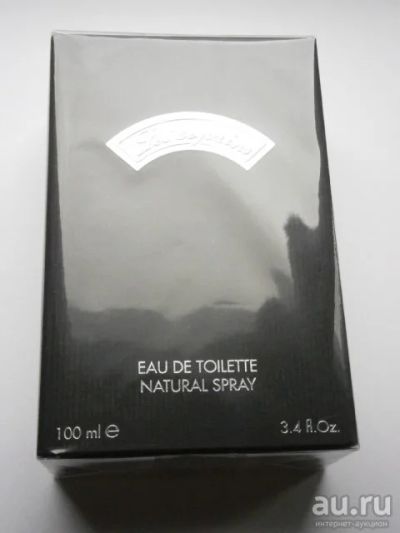 EAU DE TOILETTE
NATURAL SPRAY
100 ml e 3.4 fl.Oz.
au.ru
интернет-аукцион